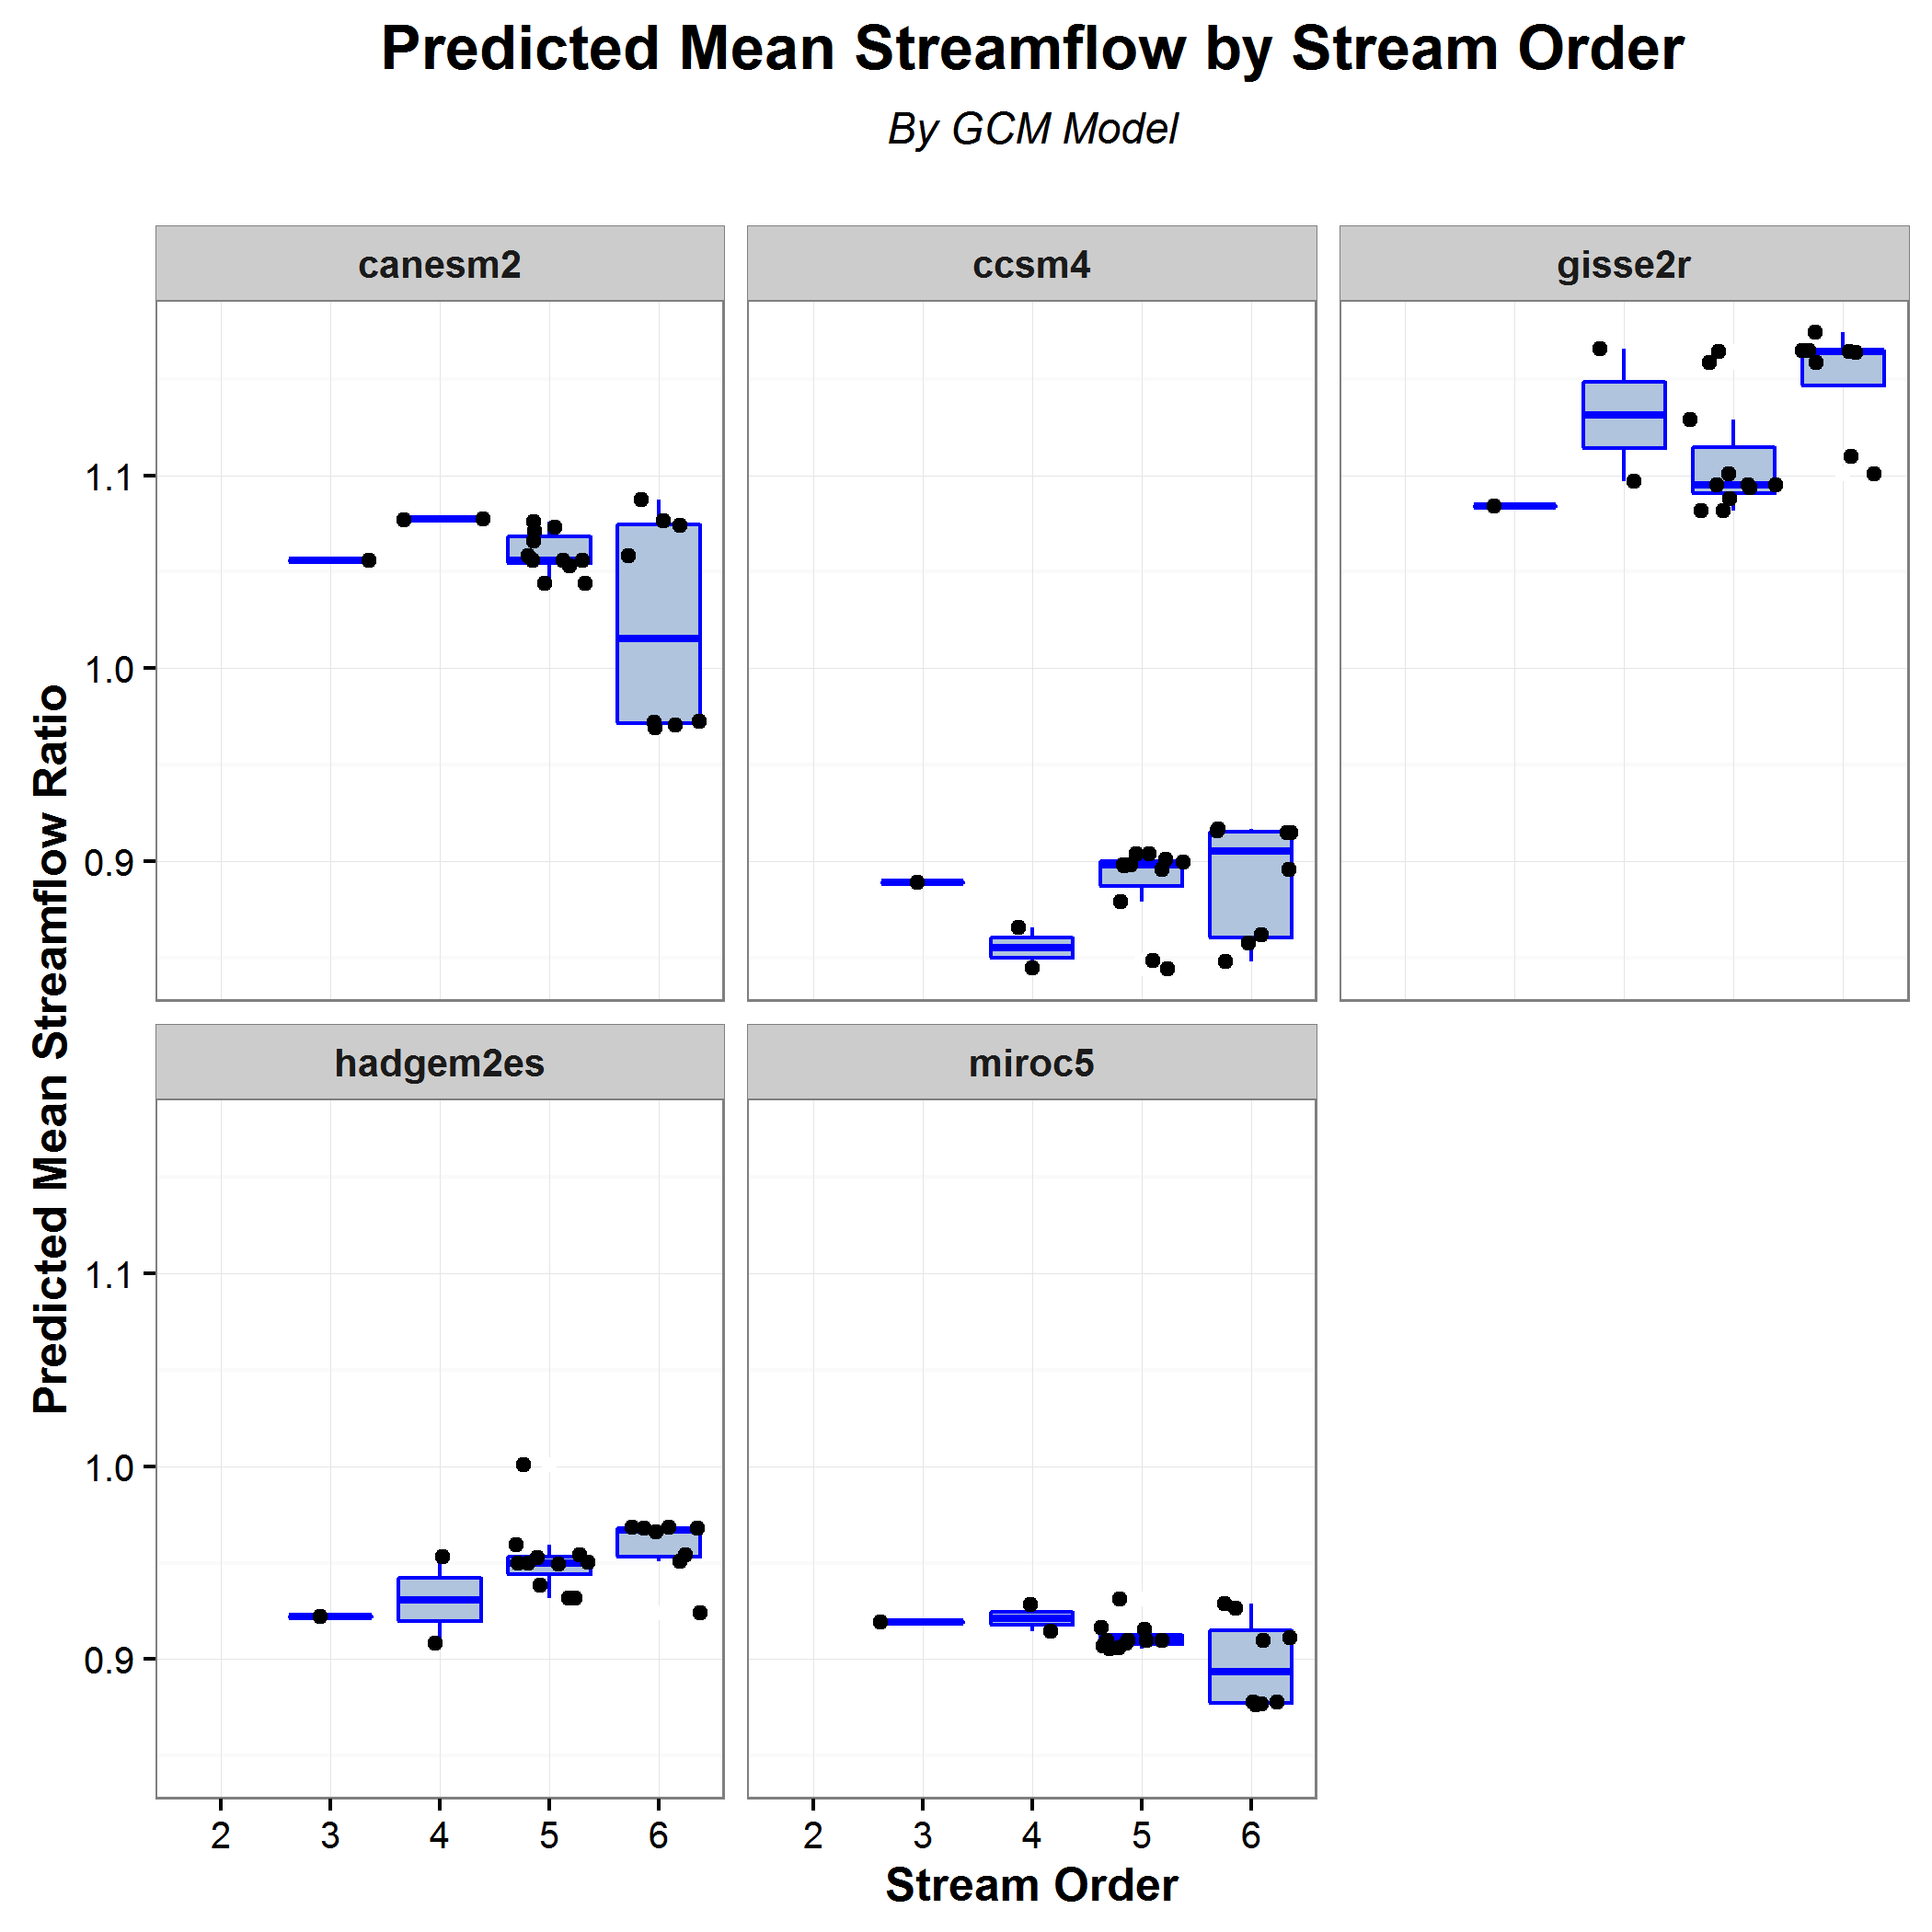 Predicted Mean Streamflow by Stream Order
By GCM Model
canesm2
ccsm4
gisse2r
1.1
1.0
0.9
Predicted Mean Streamflow Ratio
hadgem2es
miroc5
1.1
1.0
0.9
2 3 4 5 6
2 3 4 5 6
Stream Order